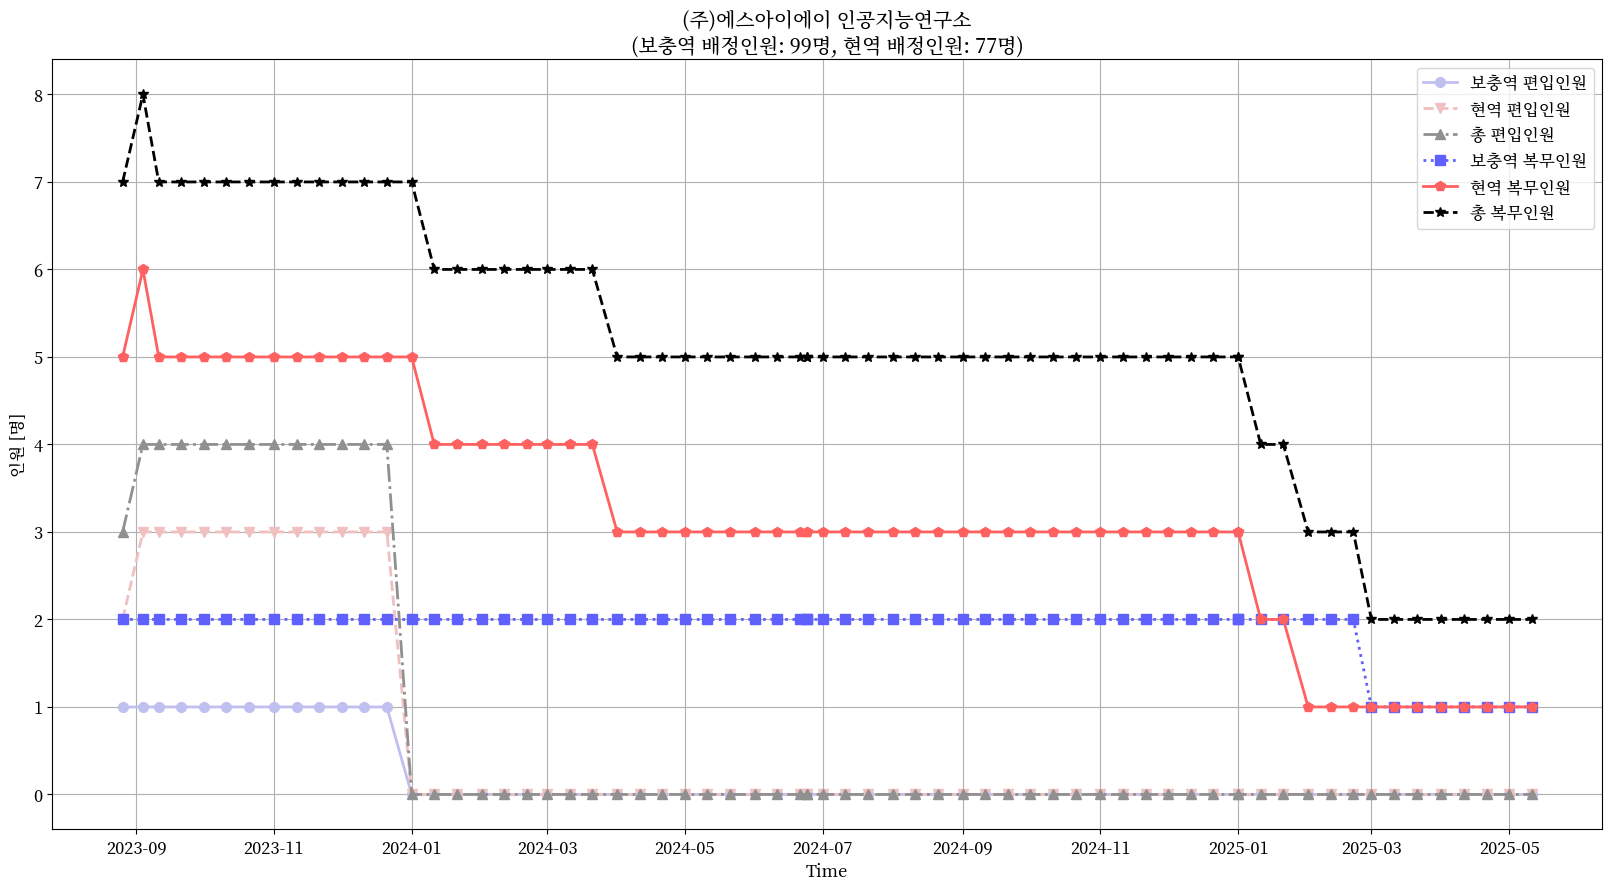 (주)에스아이에이 인공지능연구소
(보충역 배정인원: 99명, 현역 배정인원: 77명)
보충역 편입인원
현역 편입인원
총 편입인원
보충역 복무인원
현역 복무인원
총 복무인원
인원 [명]
8
7
6
5
4
3
2
1
0
2023-09 2023-11 2024-01 2024-03 2024-05 2024-07 2024-09 2024-11 2025-01 2025-03 2025-05
Time